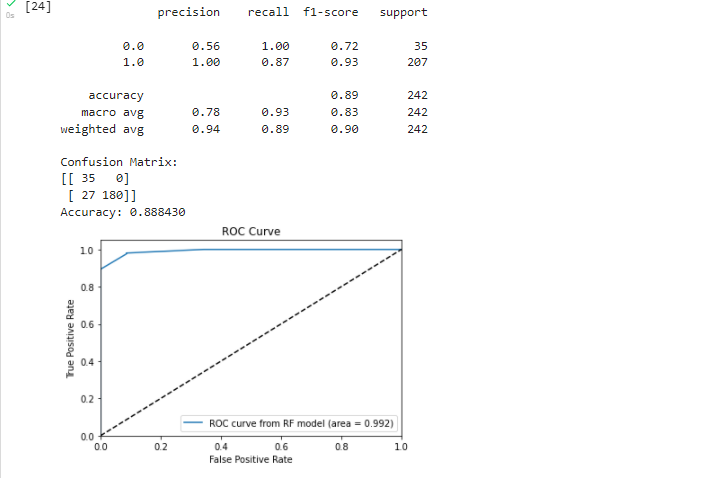 [24]
0s
precision recall f1-score support
0.0 0.56 1.00 0.72 35
1.0 1.00 0.87 0.93 207
accuracy 0.89 242
macro avg 0.78 0.93 0.83 242
weighted avg 0.94 0.89 0.90 242
Confusion Matrix:
[[ 35 0]
[ 27 180]]
Accuracy: 0.888430
ROC Curve
True Positive Rate
1.0
0.8
0.6
0.4
0.2
0.0
ROC curve from RF model (area = 0.992)
0.0 0.2 0.4 0.6 0.8 1.0
False Positive Rate